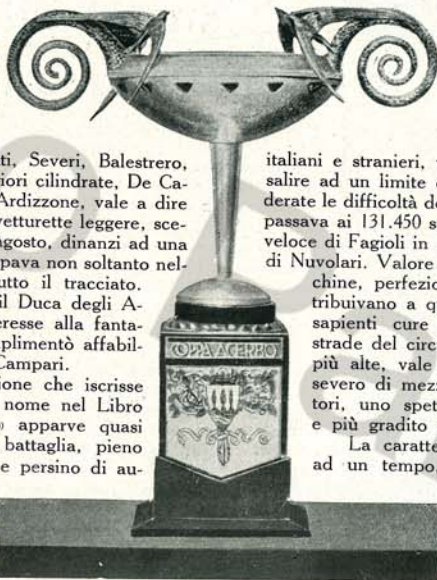 ti, Severi, Balestrero,
iori cilindrate, De Ca-
Ardizzone, vale a dire
vetturette leggere, sce-
agosto, dinanzi ad una
pava non soltanto nel-
utto il tracciato.
il Duca degli A-
eresse alla fanta-
plimentò affabil-
Campari.
ione che iscrisse
nome nel Libro
apparve quasi
battaglia, pieno
e persino di au-
COPPA ACERBO
italiani e stranieri,
salire ad un limite
derate le difficoltà de
passava ai 131.450 s
veloce di Fagioli in
di Nuvolari. Valore
chine, perfezio
tribuivano a q
sapienti cure
strade del circ
più alte, vale
severo di mezz
tori, uno spet
e più gradito
La caratte
ad un tempo,